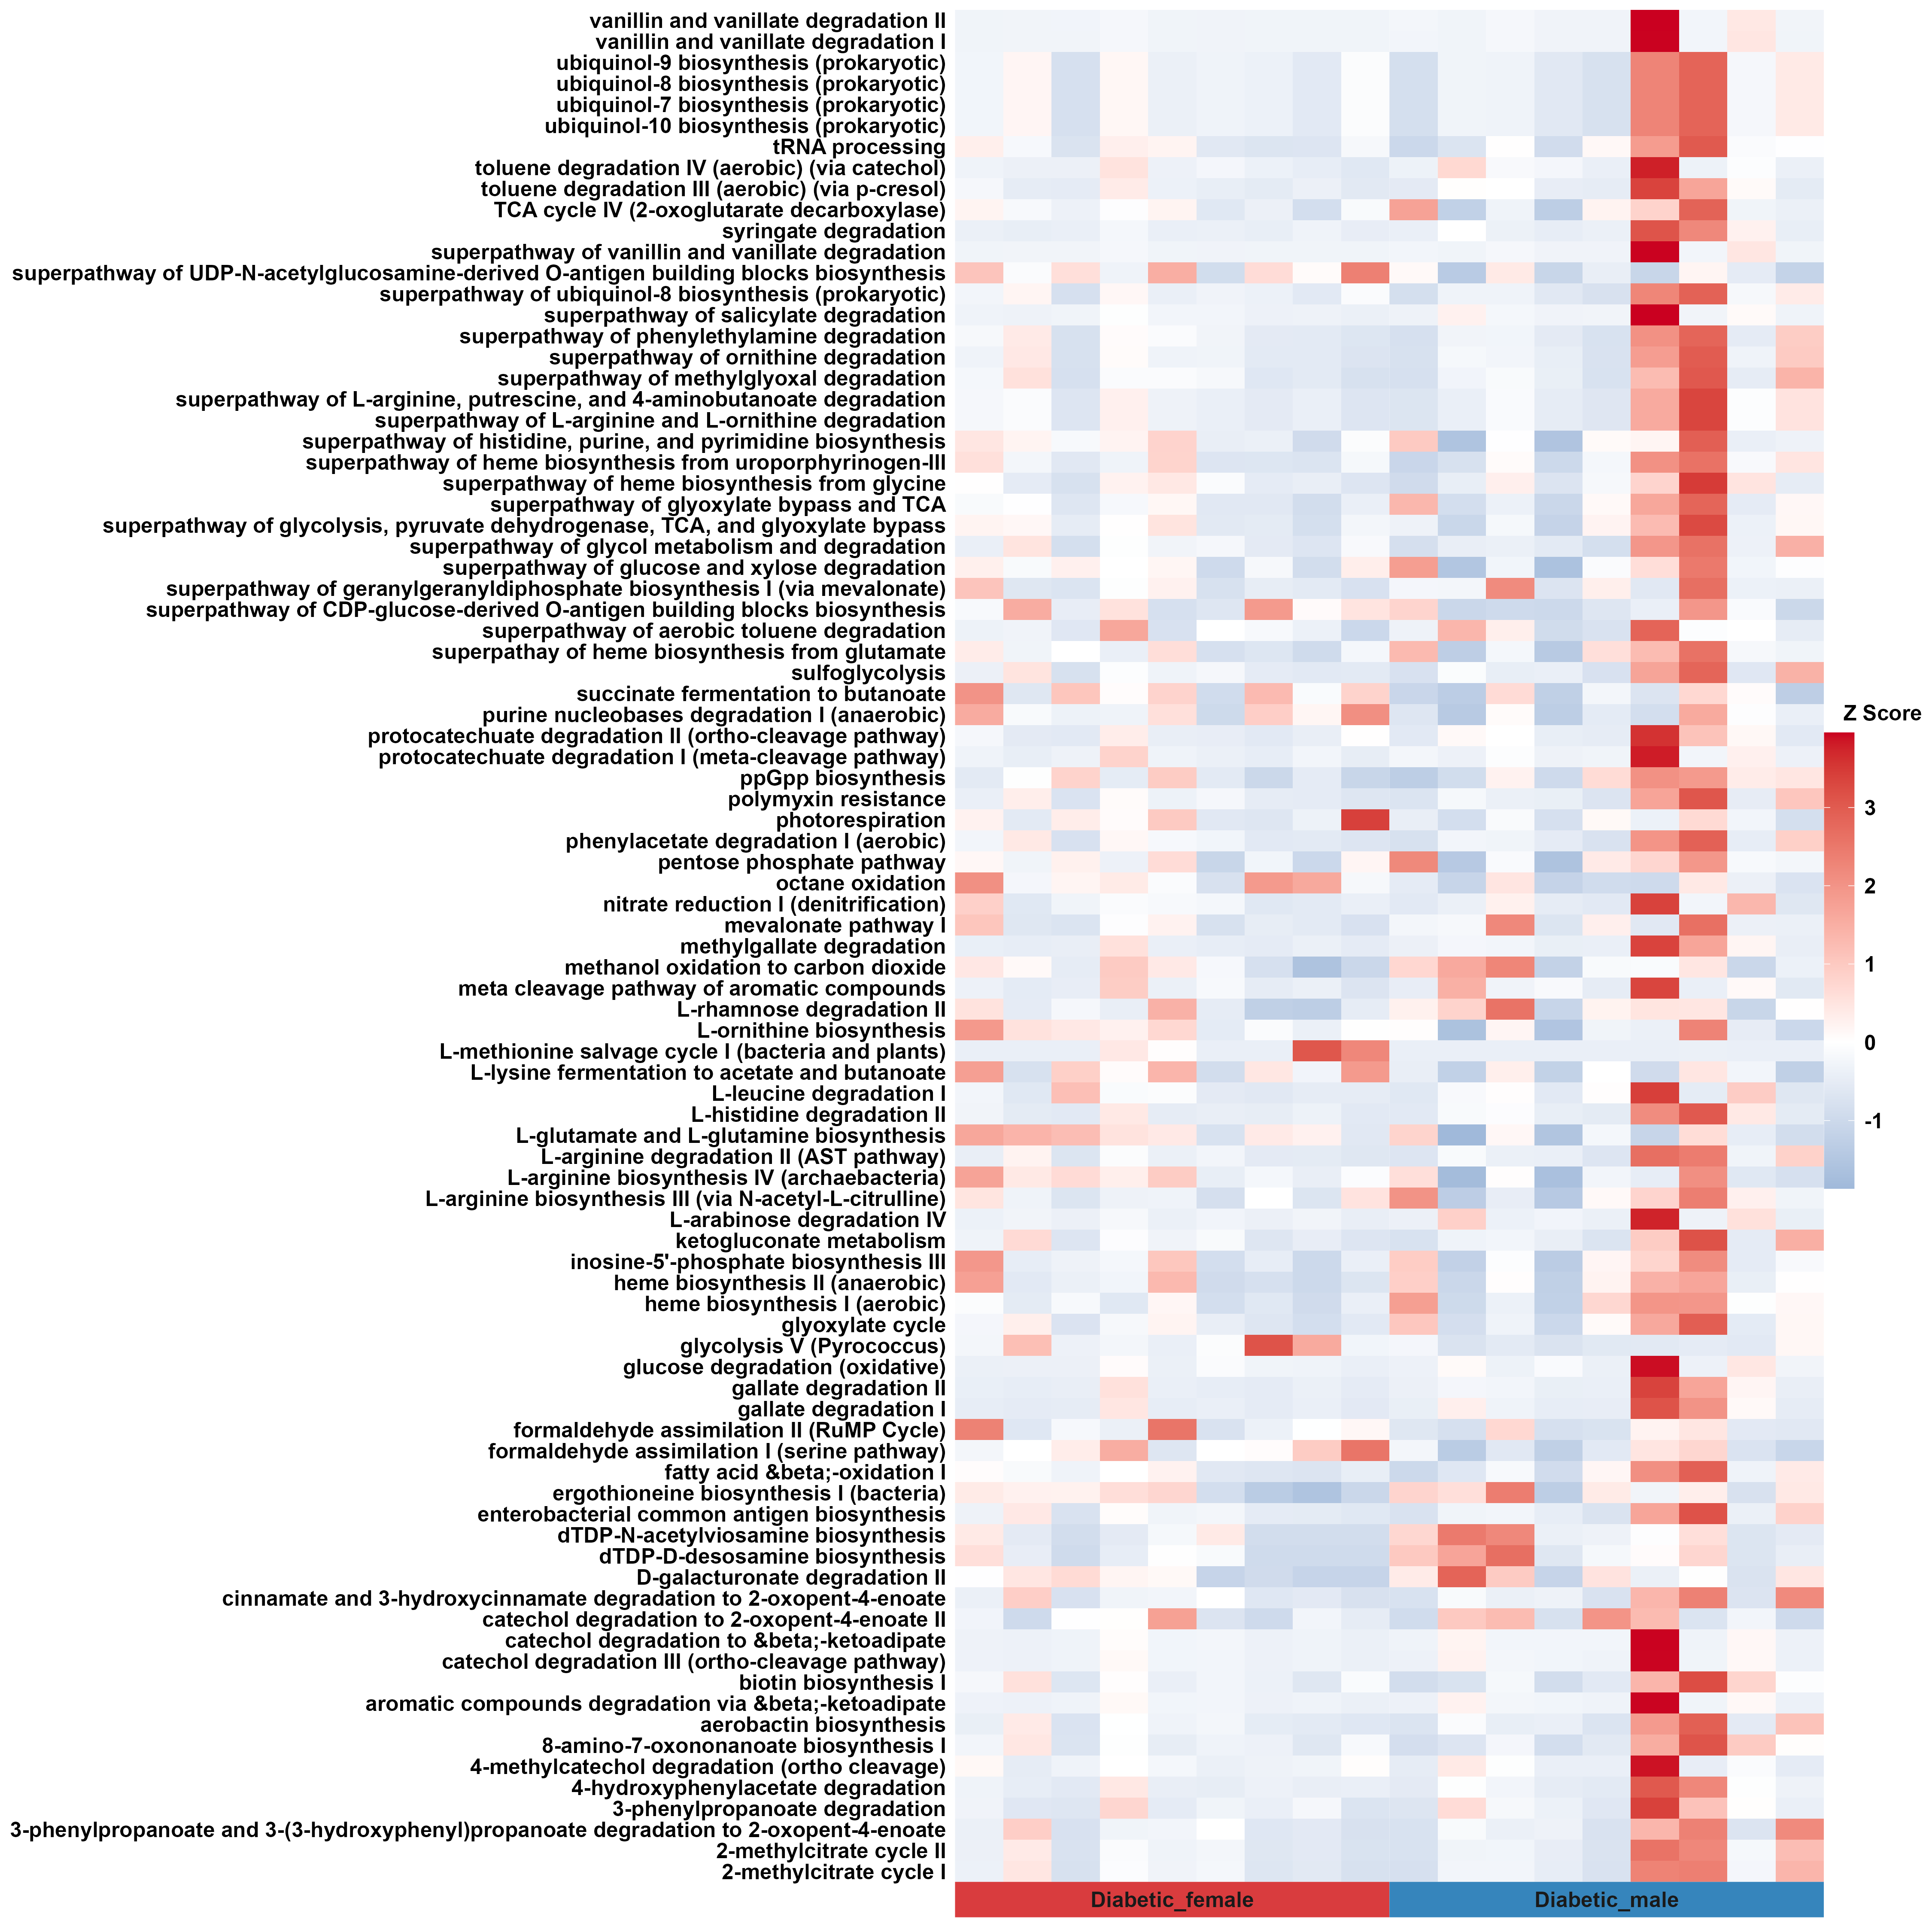 vanillin and vanillate degradation II
vanillin and vanillate degradation I
ubiquinol-9 biosynthesis (prokaryotic)
ubiquinol-8 biosynthesis (prokaryotic)
ubiquinol-7 biosynthesis (prokaryotic)
ubiquinol-10 biosynthesis (prokaryotic)
tRNA processing
toluene degradation IV (aerobic) (via catechol)
toluene degradation III (aerobic) (via p-cresol)
TCA cycle IV (2-oxoglutarate decarboxylase)
syringate degradation
superpathway of vanillin and vanillate degradation
superpathway of UDP-N-acetylglucosamine-derived O-antigen building blocks biosynthesis
superpathway of ubiquinol-8 biosynthesis (prokaryotic)
superpathway of salicylate degradation
superpathway of phenylethylamine degradation
superpathway of ornithine degradation
superpathway of methylglyoxal degradation
superpathway of L-arginine, putrescine, and 4-aminobutanoate degradation
superpathway of L-arginine and L-ornithine degradation
superpathway of histidine, purine, and pyrimidine biosynthesis
superpathway of heme biosynthesis from uroporphyrinogen-III
superpathway of heme biosynthesis from glycine
superpathway of glyoxylate bypass and TCA
superpathway of glycolysis, pyruvate dehydrogenase, TCA, and glyoxylate bypass
superpathway of glycol metabolism and degradation
superpathway of glucose and xylose degradation
superpathway of geranylgeranyldiphosphate biosynthesis I (via mevalonate)
superpathway of CDP-glucose-derived O-antigen building blocks biosynthesis
superpathway of aerobic toluene degradation
superpathay of heme biosynthesis from glutamate
sulfoglycolysis
succinate fermentation to butanoate
purine nucleobases degradation I (anaerobic)
protocatechuate degradation II (ortho-cleavage pathway)
protocatechuate degradation I (meta-cleavage pathway)
ppGpp biosynthesis
polymyxin resistance
photorespiration
phenylacetate degradation I (aerobic)
pentose phosphate pathway
octane oxidation
nitrate reduction I (denitrification)
mevalonate pathway I
methylgallate degradation
methanol oxidation to carbon dioxide
meta cleavage pathway of aromatic compounds
L-rhamnose degradation II
L-ornithine biosynthesis
L-methionine salvage cycle I (bacteria and plants)
L-lysine fermentation to acetate and butanoate
L-leucine degradation I
L-histidine degradation II
L-glutamate and L-glutamine biosynthesis
L-arginine degradation II (AST pathway)
L-arginine biosynthesis IV (archaebacteria)
L-arginine biosynthesis III (via N-acetyl-L-citrulline)
L-arabinose degradation IV
ketogluconate metabolism
inosine-5'-phosphate biosynthesis III
heme biosynthesis II (anaerobic)
heme biosynthesis I (aerobic)
glyoxylate cycle
glycolysis V (Pyrococcus)
glucose degradation (oxidative)
gallate degradation II
gallate degradation I
formaldehyde assimilation II (RuMP Cycle)
formaldehyde assimilation I (serine pathway)
fatty acid &beta;-oxidation I
ergothioneine biosynthesis I (bacteria)
enterobacterial common antigen biosynthesis
dTDP-N-acetylviosamine biosynthesis
dTDP-D-desosamine biosynthesis
D-galacturonate degradation II
cinnamate and 3-hydroxycinnamate degradation to 2-oxopent-4-enoate
catechol degradation to 2-oxopent-4-enoate II
catechol degradation to &beta;-ketoadipate
catechol degradation III (ortho-cleavage pathway)
biotin biosynthesis I
aromatic compounds degradation via &beta;-ketoadipate
aerobactin biosynthesis
8-amino-7-oxononanoate biosynthesis I
4-methylcatechol degradation (ortho cleavage)
4-hydroxyphenylacetate degradation
3-phenylpropanoate degradation
3-phenylpropanoate and 3-(3-hydroxyphenyl)propanoate degradation to 2-oxopent-4-enoate
2-methylcitrate cycle II
2-methylcitrate cycle I
Diabetic_female
Diabetic_male
Z Score
3
2
1
0
-1